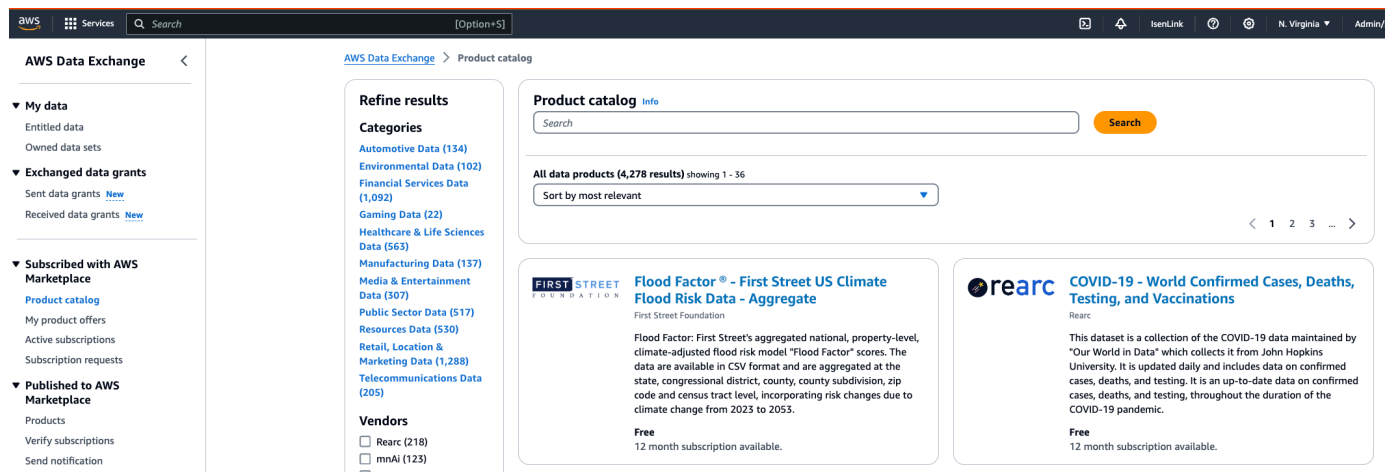 aws
Services
Search
[Option+S]
IsenLink
N. Virginia
Admin/
AWS Data Exchange
My data
Entitled data
Owned data sets
Exchanged data grants
Sent data grants New
Received data grants New
Subscribed with AWS
Marketplace
Product catalog
My product offers
Active subscriptions
Subscription requests
Published to AWS
Marketplace
Products
Verify subscriptions
Send notification
AWS Data Exchange > Product catalog
Refine results
Categories
Automotive Data (134)
Environmental Data (102)
Financial Services Data
(1,092)
Gaming Data (22)
Healthcare & Life Sciences
Data (563)
Manufacturing Data (137)
Media & Entertainment
Data (307)
Public Sector Data (517)
Resources Data (530)
Retail, Location &
Marketing Data (1,288)
Telecommunications Data
(205)
Vendors
Rearc (218)
mnAi (123)
Product catalog Info
Search
Search
All data products (4,278 results) showing 1 - 36
Sort by most relevant
< 1 2 3 ... >
FIRST STREET
FOUNDATION
Flood Factor ® - First Street US Climate
Flood Risk Data - Aggregate
First Street Foundation
Flood Factor: First Street's aggregated national, property-level,
climate-adjusted flood risk model "Flood Factor" scores. The
data are available in CSV format and are aggregated at the
state, congressional district, county, county subdivision, zip
code and census tract level, incorporating risk changes due to
climate change from 2023 to 2053.
Free
12 month subscription available.
rearc
COVID-19 - World Confirmed Cases, Deaths,
Testing, and Vaccinations
Rearc
This dataset is a collection of the COVID-19 data maintained by
"Our World in Data" which collects it from John Hopkins
University. It is updated daily and includes data on confirmed
cases, deaths, and testing. It is an up-to-date data on confirmed
cases, deaths, and testing, throughout the duration of the
COVID-19 pandemic.
Free
12 month subscription available.